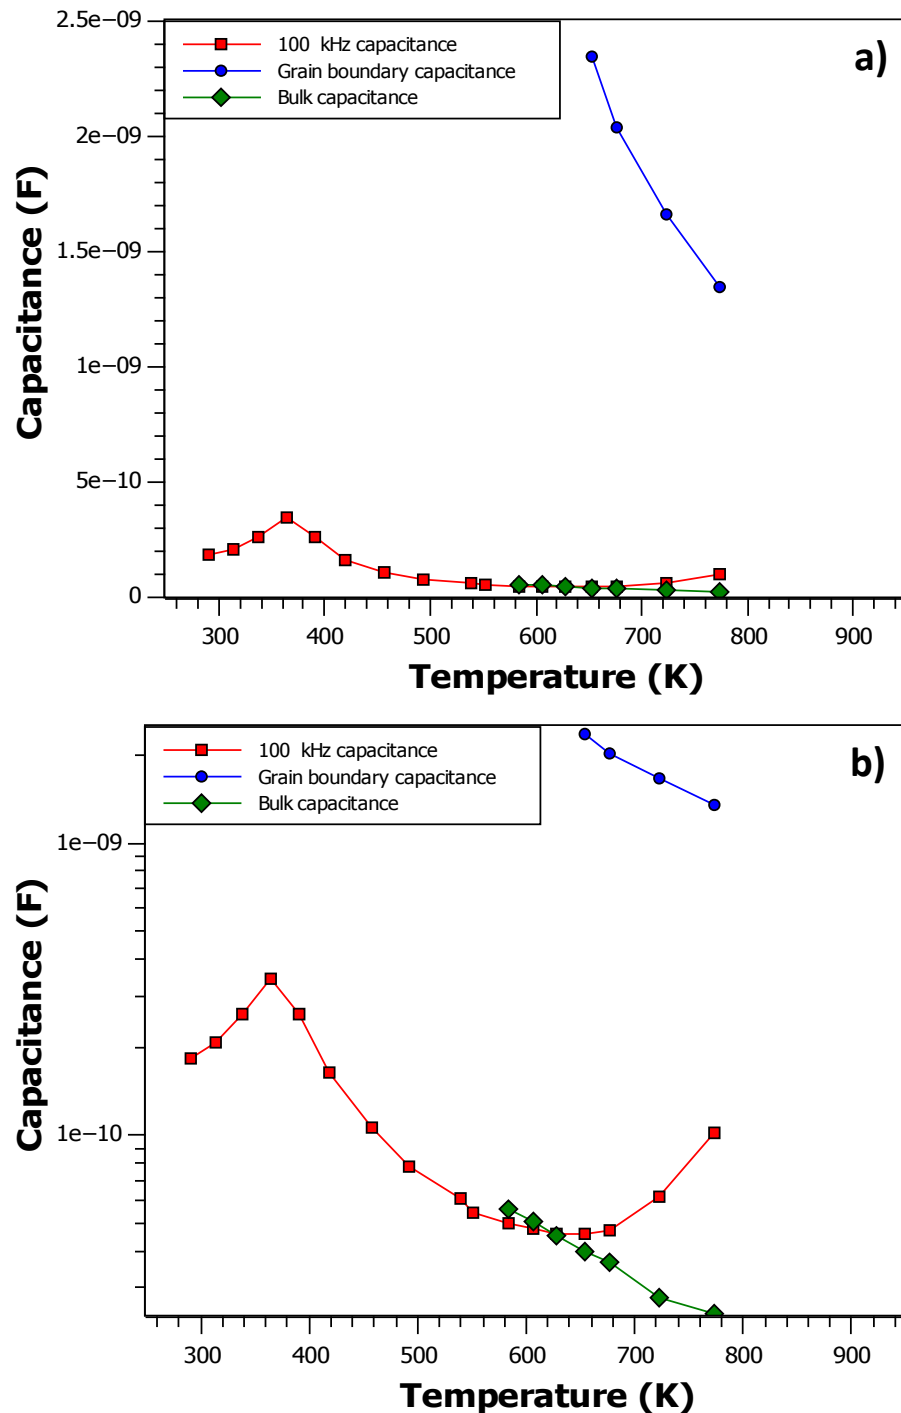 2.5e−09
100 kHz capacitance
Grain boundary capacitance
Bulk capacitance
a)
2e−09
1.5e−09
1e−09
5e−10
0
Capacitance (F)
300 400 500 600 700 800 900
Temperature (K)
100 kHz capacitance
Grain boundary capacitance
Bulk capacitance
b)
1e−09
1e−10
Capacitance (F)
300 400 500 600 700 800 900
Temperature (K)